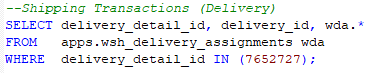 --Shipping Transactions (Delivery)
SELECT delivery_detail_id, delivery_id, wda.*
FROM   apps.wsh_delivery_assignments wda
WHERE  delivery_detail_id IN (7652727);